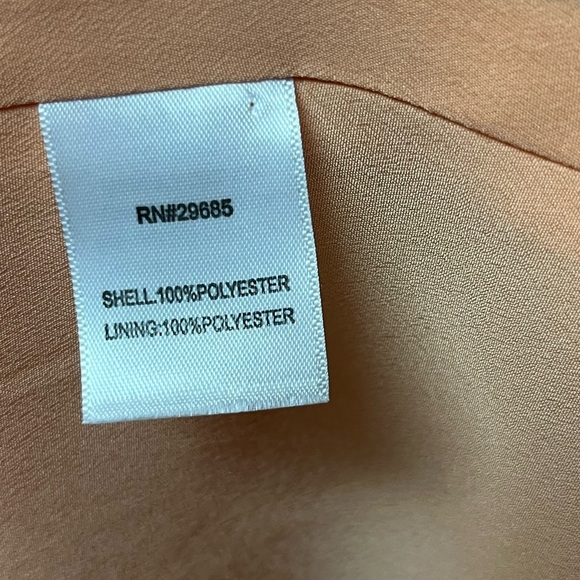 RN#29685
SHELL.100%POLYESTER
LINING:100%POLYESTER